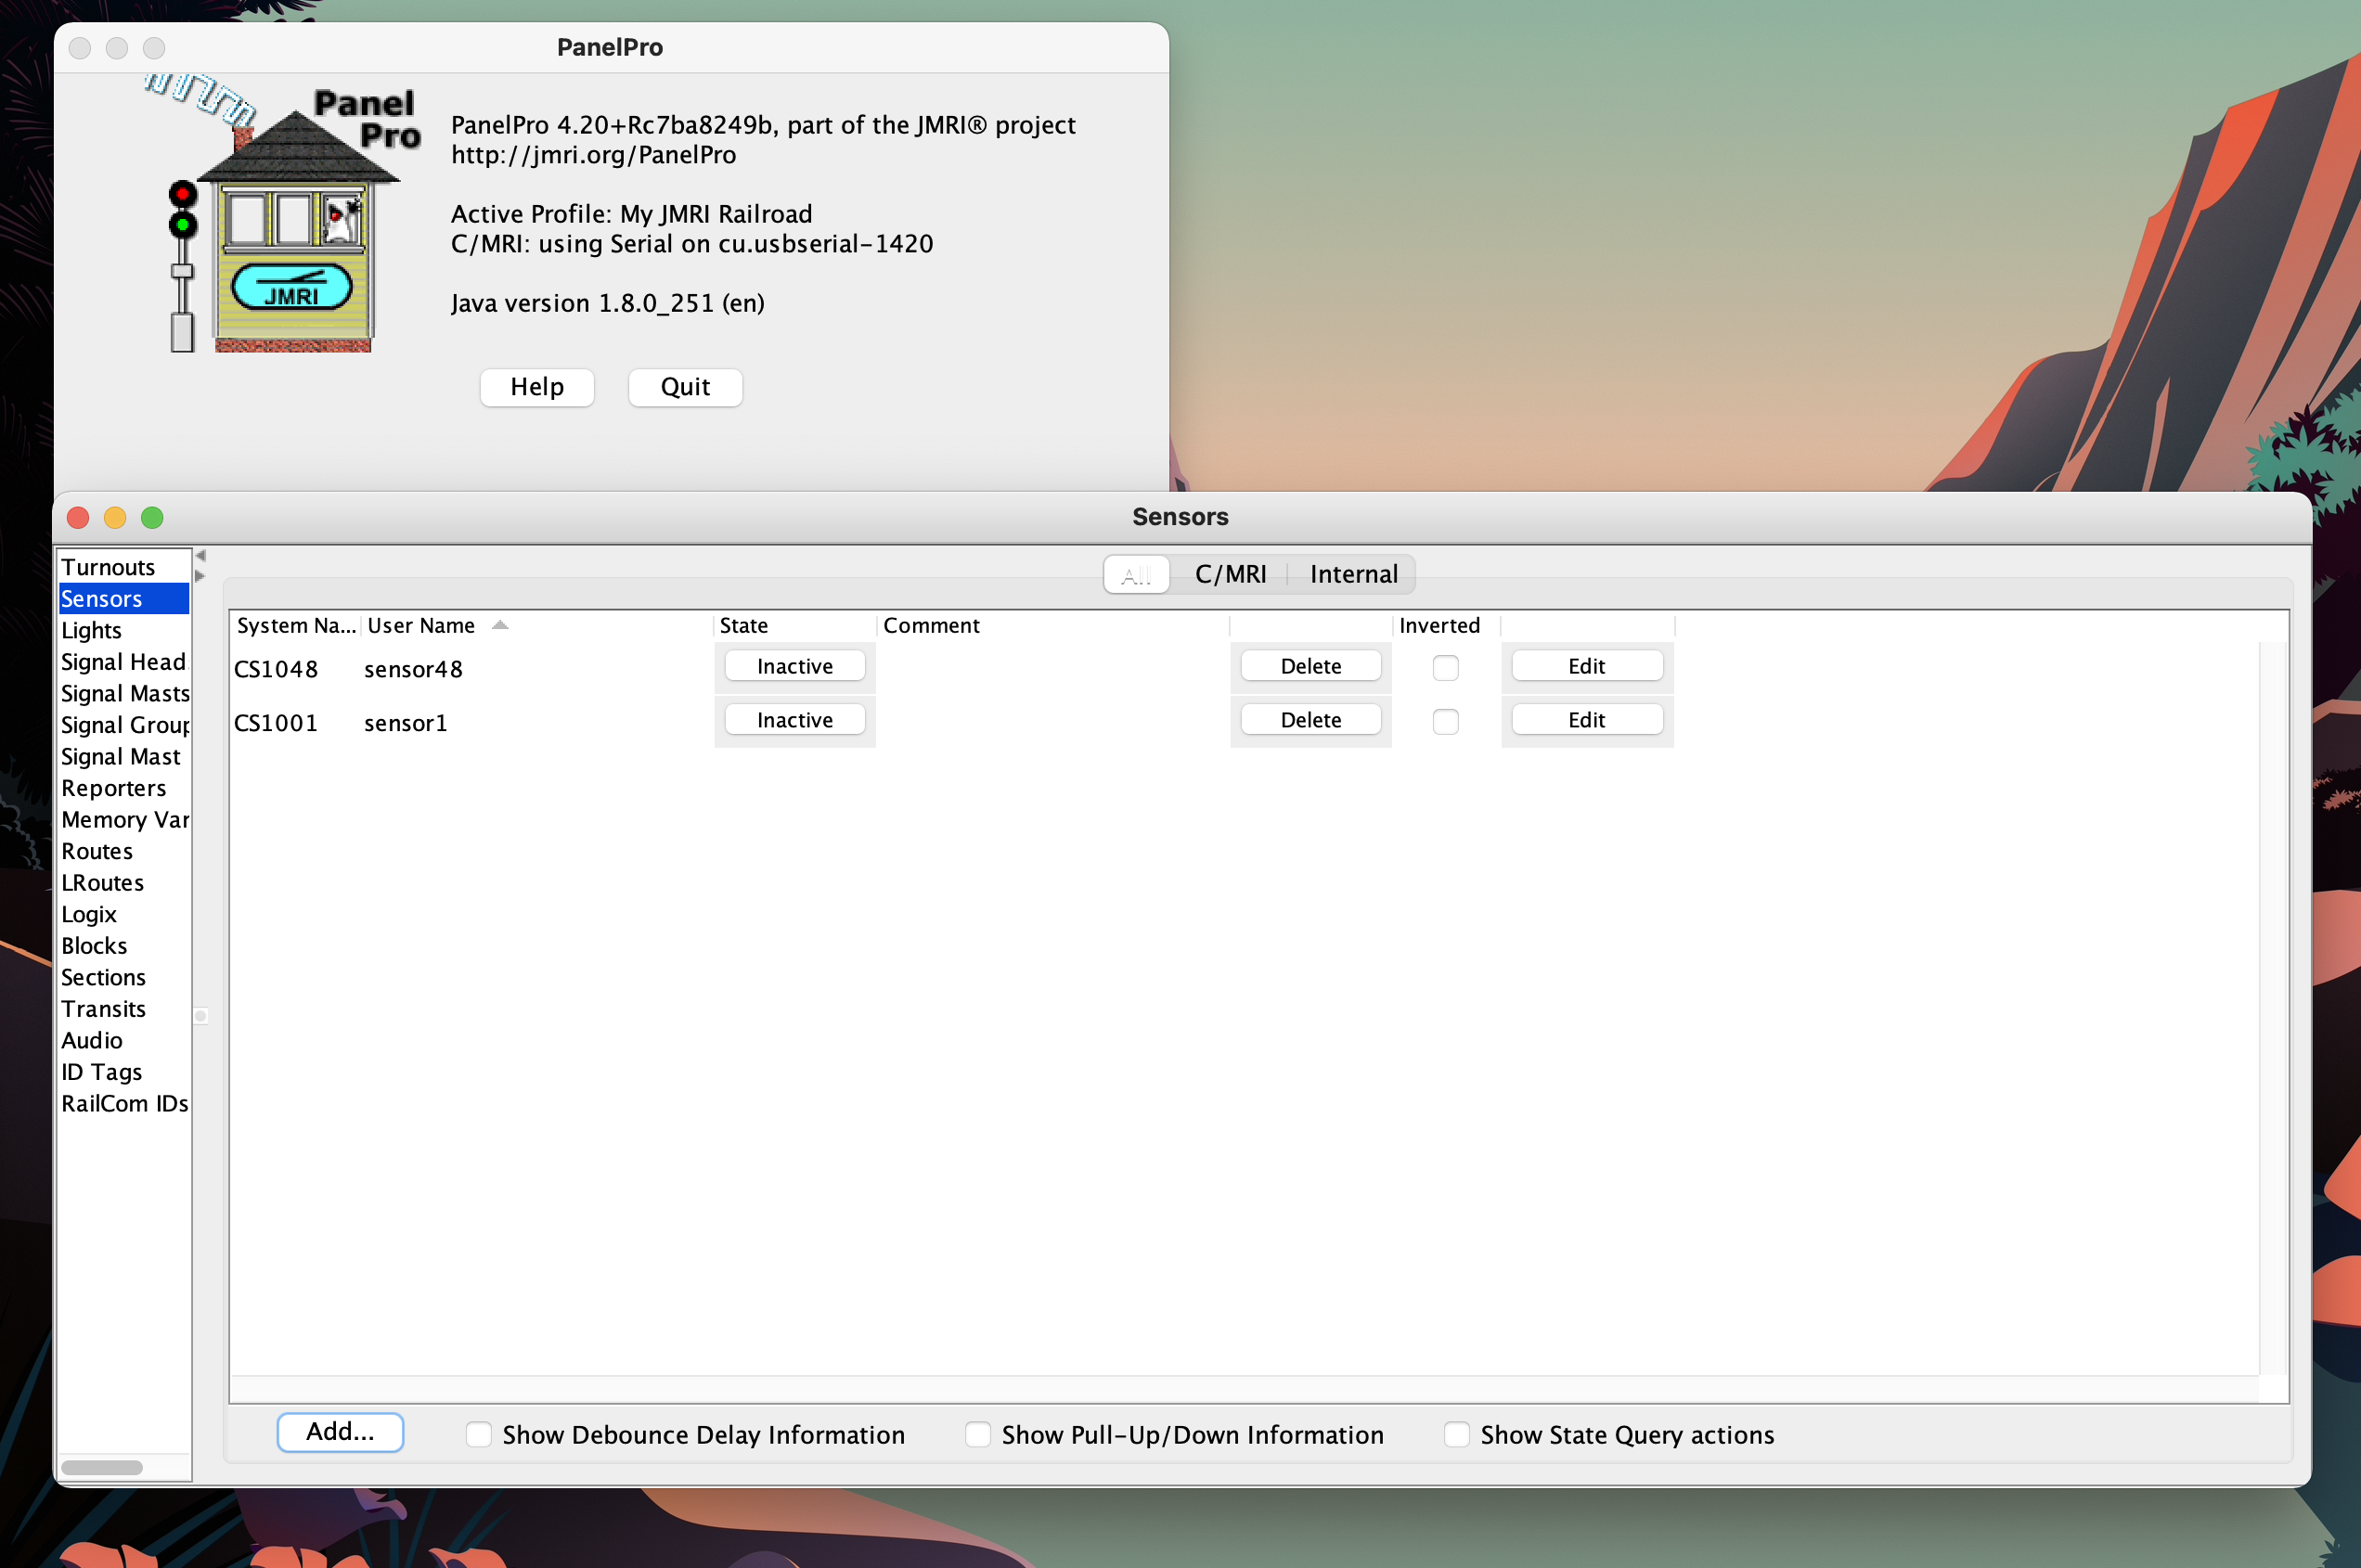 PanelPro
Panel
Pro
PanelPro 4.20+Rc7ba8249b, part of the JMRI® project
http://jmri.org/PanelPro
Active Profile: My JMRI Railroad
C/MRI: using Serial on cu.usbserial-1420
Java version 1.8.0_251 (en)
JMRI
Help Quit
Sensors
Turnouts
Sensors
Lights
Signal Head
Signal Masts
Signal Group
Signal Mast
Reporters
Memory Var
Routes
LRoutes
Logix
Blocks
Sections
Transits
Audio
ID Tags
RailCom IDs
All C/MRI Internal
System Na... User Name State Comment Inverted
CS1048 sensor48 Inactive Delete Edit
CS1001 sensor1 Inactive Delete Edit
Add... Show Debounce Delay Information Show Pull-Up/Down Information Show State Query actions